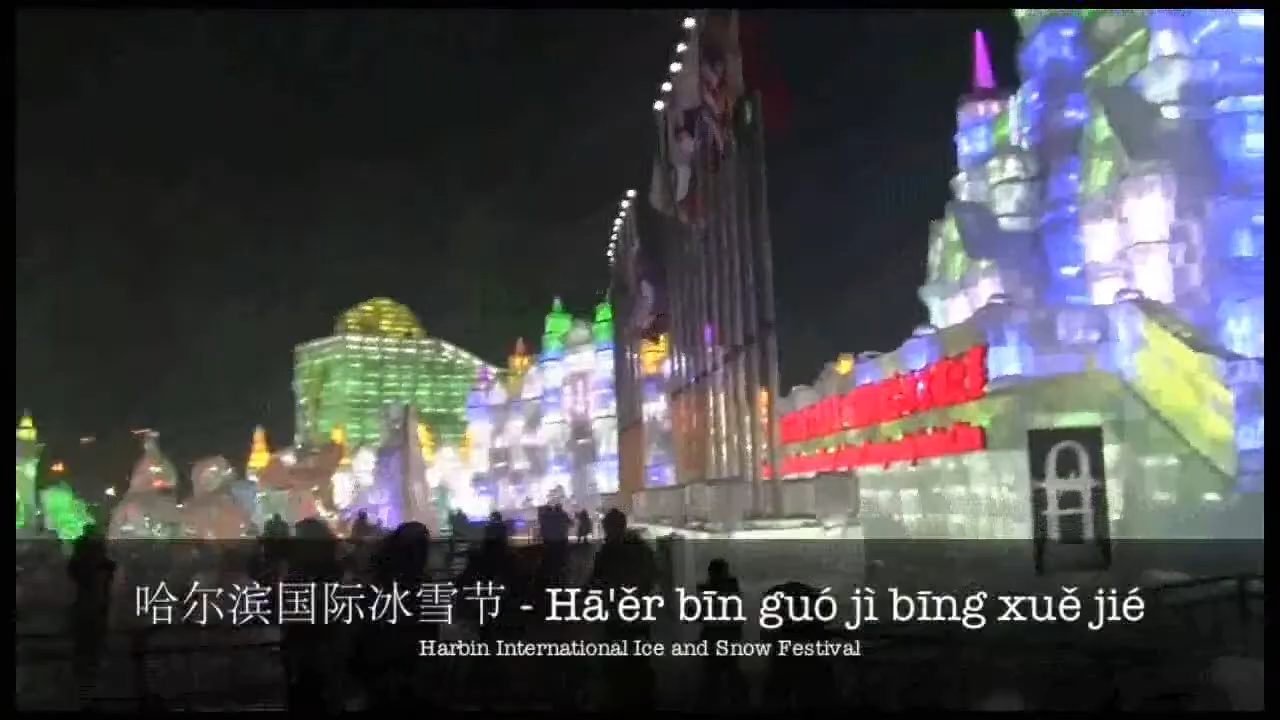 哈尔滨国际冰雪节 - Hā'ěr bīn guó jì bīng xuě jié
Harbin International Ice and Snow Festival